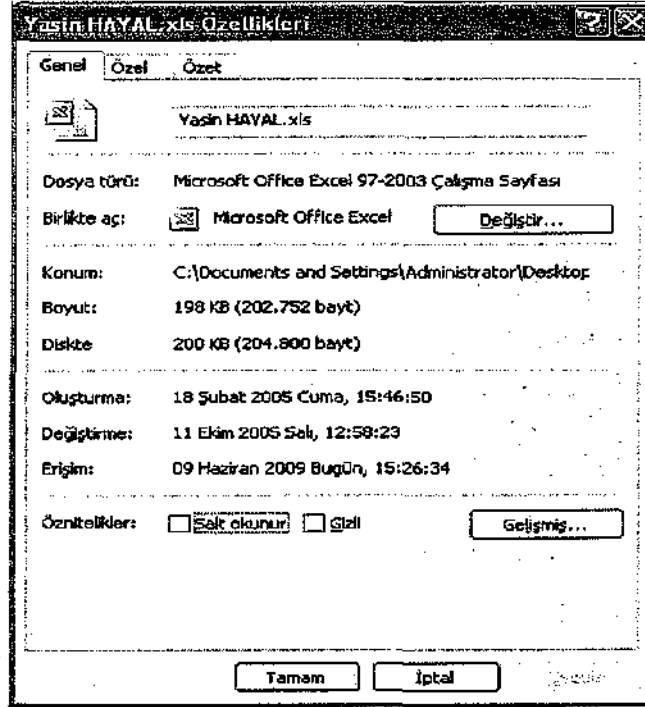 Yasin HAYAL.xls Özellikleri
Genel Özel Özet
Yasin HAYAL.xls
Dosya türü: Microsoft Office Excel 97-2003 Çalışma Sayfası
Birlikte aç: Microsoft Office Excel Değiştir...
Konum: C:\Documents and Settings\Administrator\Desktop
Boyut: 198 KB (202.752 bayt)
Diskte 200 KB (204.800 bayt)
Oluşturma: 18 Şubat 2005 Cuma, 15:46:50
Değiştirme: 11 Ekim 2005 Salı, 12:58:23
Erişim: 09 Haziran 2009 Bugün, 15:26:34
Öznitelikler: Salt okunur Gizli Gelişmiş...
Tamam İptal